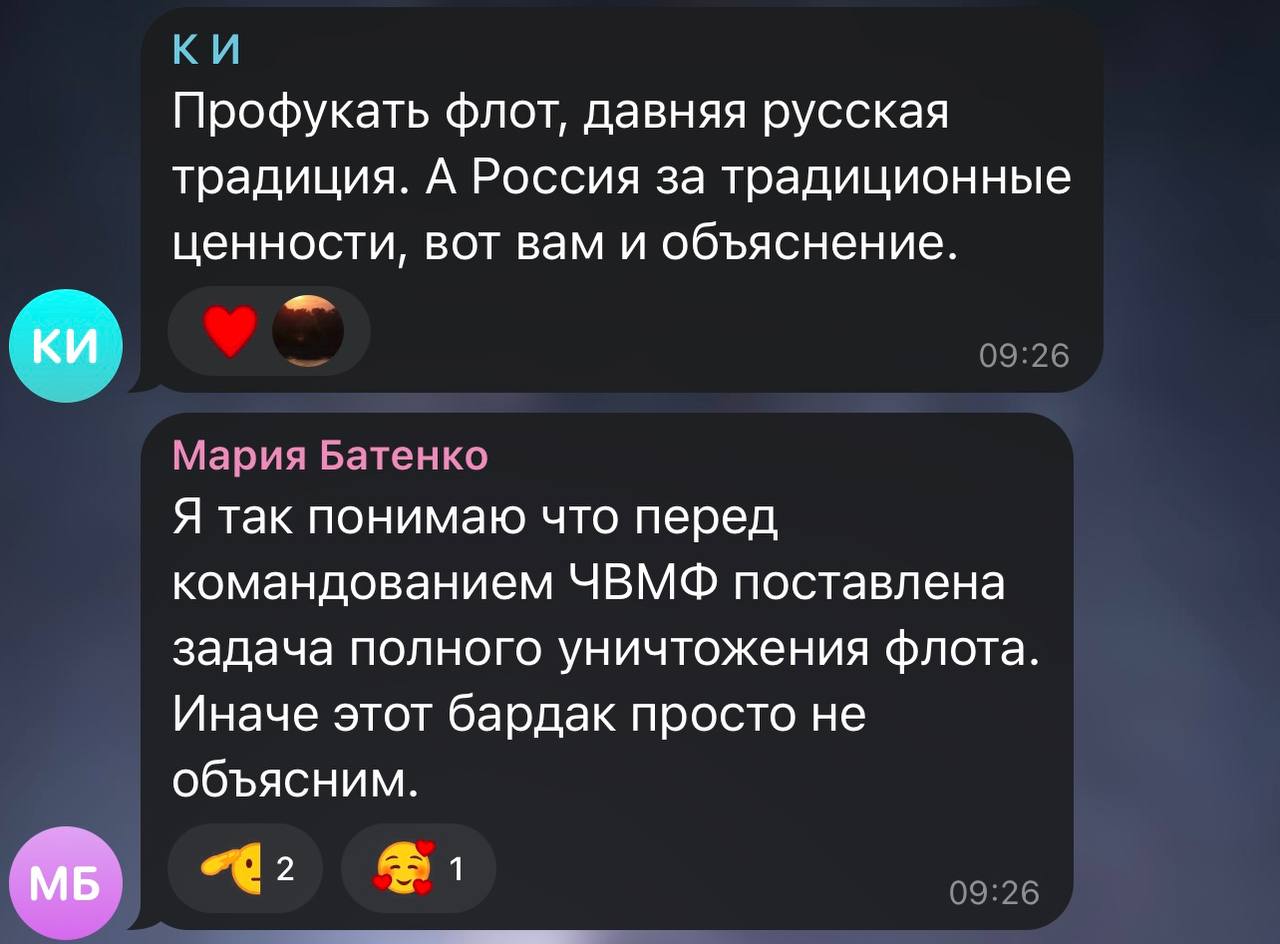 К И
Профукать флот, давняя русская
традиция. А Россия за традиционные
ценности, вот вам и объяснение.
КИ
09:26
Мария Батенко
Я так понимаю что перед
командованием ЧВМФ поставлена
задача полного уничтожения флота.
Иначе этот бардак просто не
объясним.
МБ
2
1
09:26